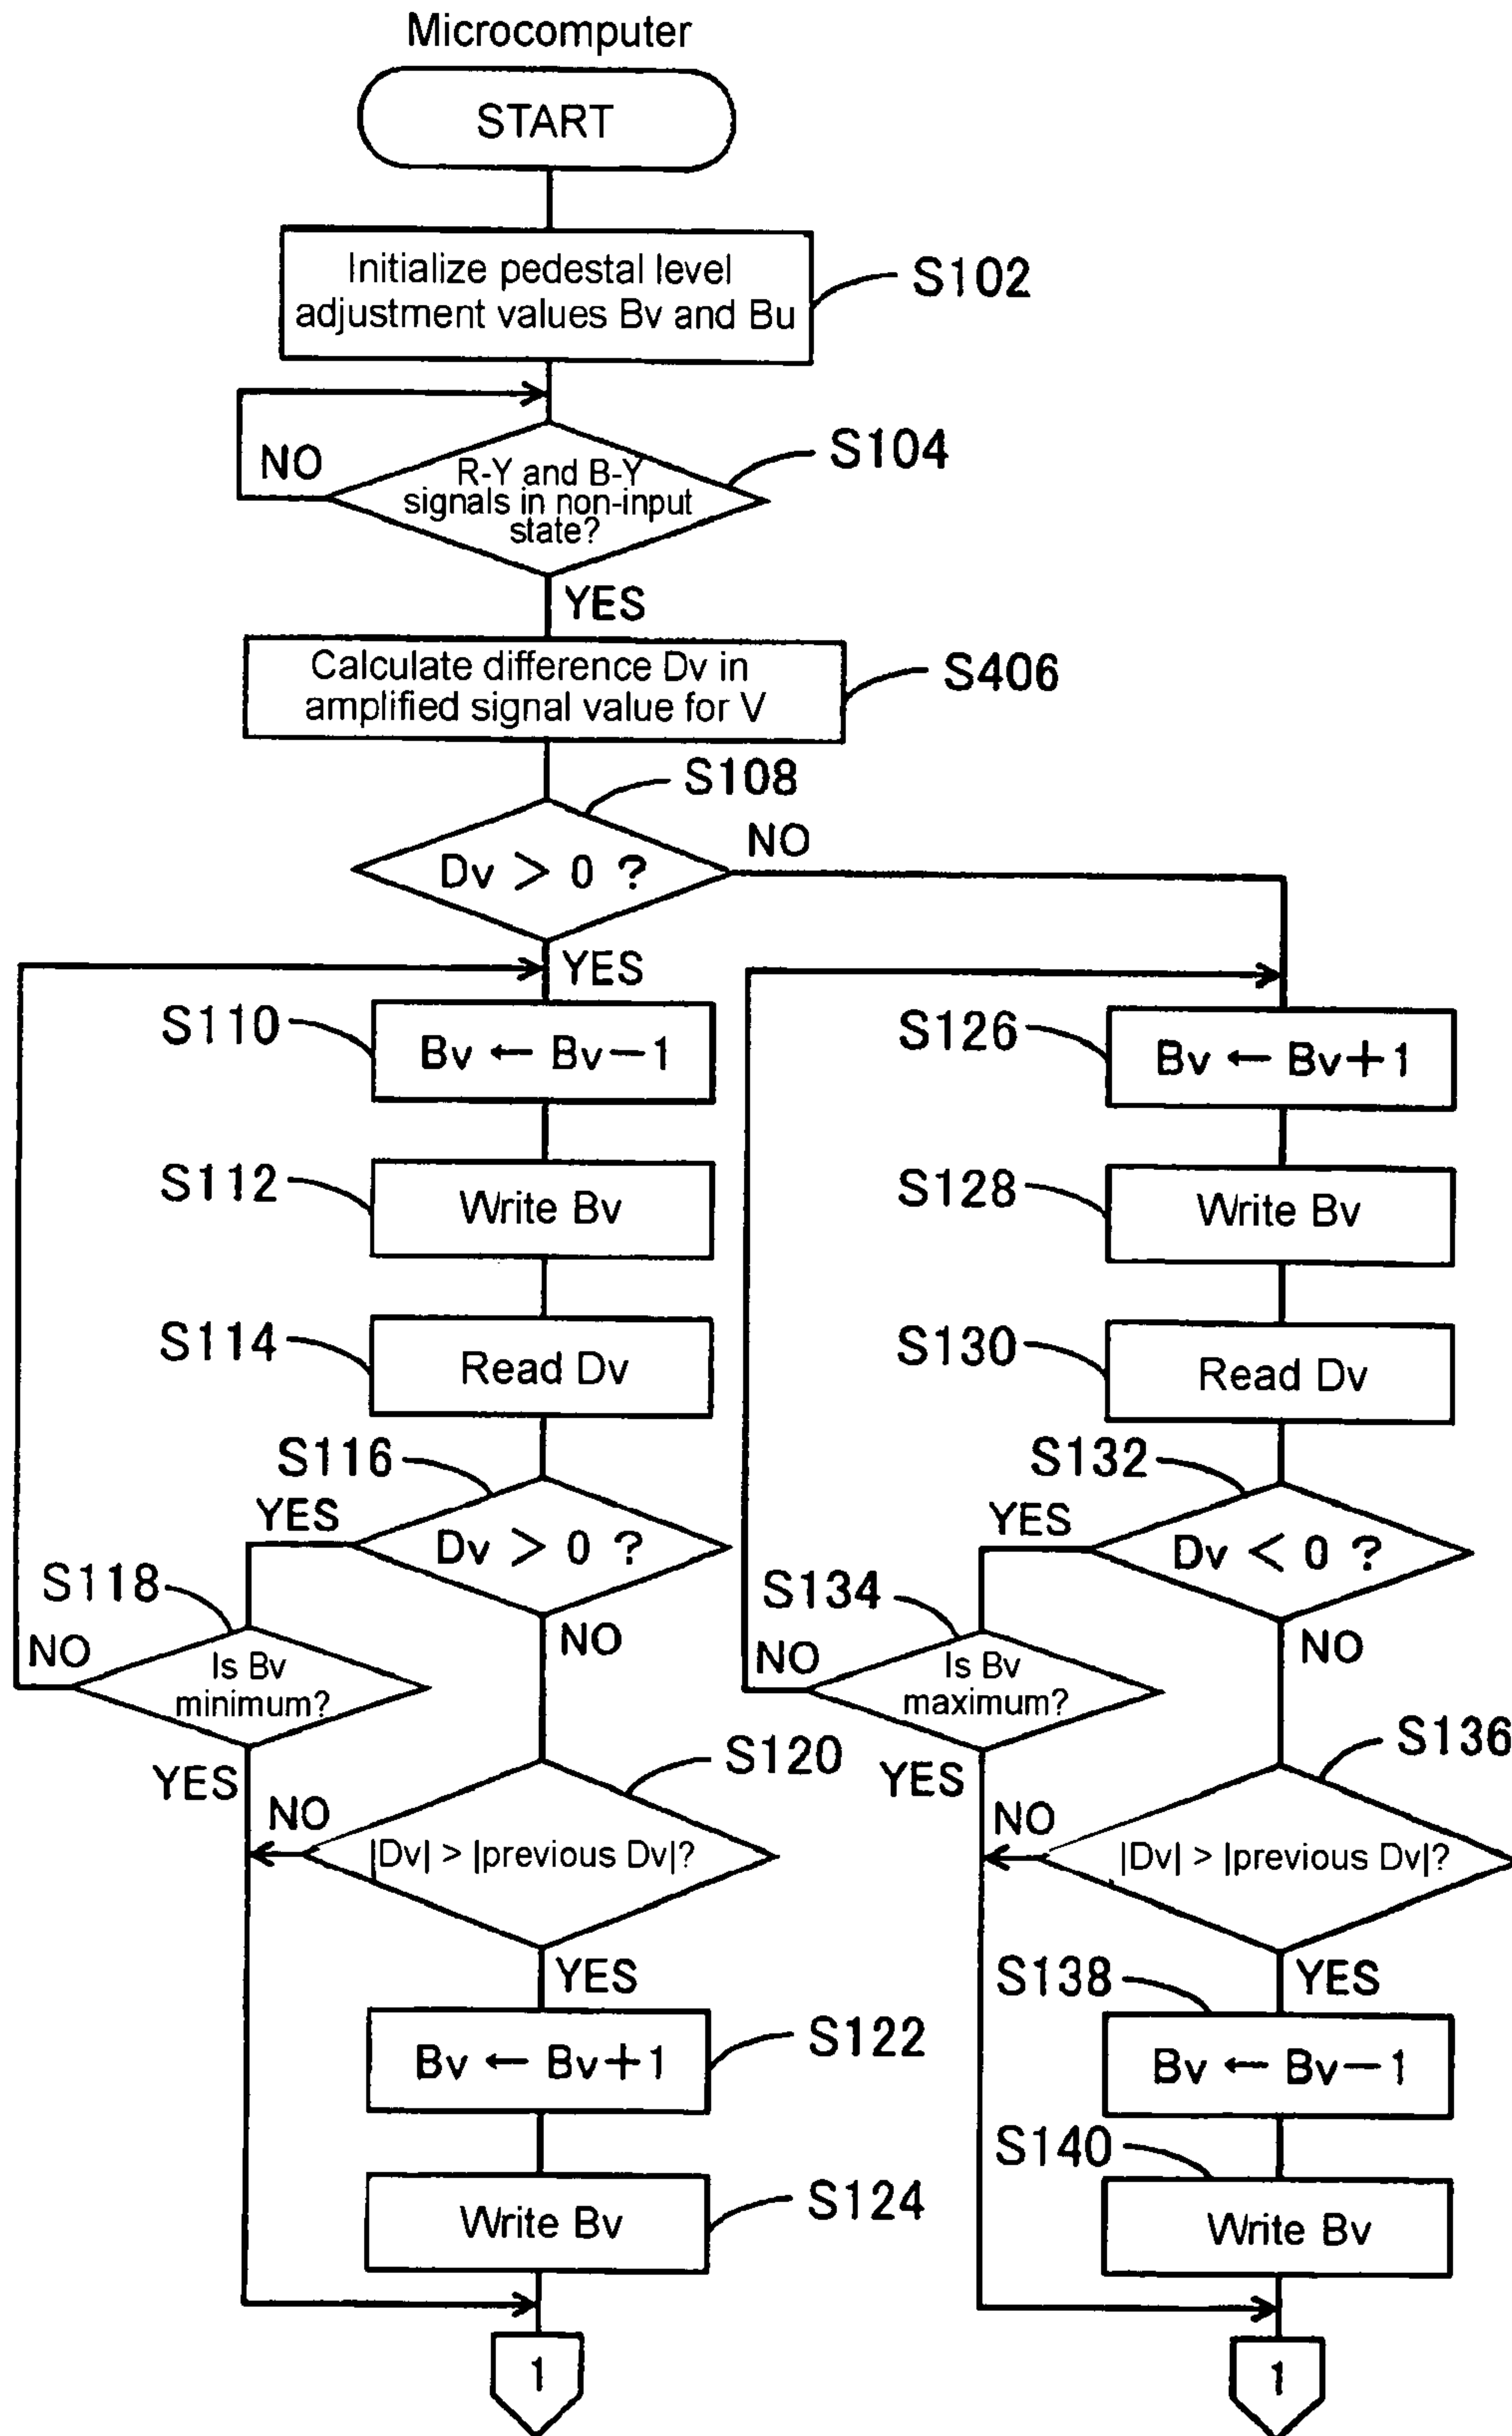 Microcomputer
START
Initialize pedestal level
adjustment values Bv and Bu
S102
S104
NO
R-Y and B-Y
signals in non-input
state?
YES
Calculate difference Dv in
amplified signal value for V
S406
S108
NO
Dv > 0 ?
YES
S110
Bv ← Bv－1
S126
Bv ← Bv＋1
S112
Write Bv
S128
Write Bv
S114
Read Dv
S130
Read Dv
S116
YES
Dv > 0 ?
S132
YES
Dv < 0 ?
S118
NO
Is Bv
minimum?
NO
S134
NO
Is Bv
maximum?
NO
YES
S120
NO
|Dv| > |previous Dv|?
YES
YES
S136
NO
|Dv| > |previous Dv|?
YES
S122
Bv ← Bv＋1
S138
Bv ← Bv－1
S124
Write Bv
S140
Write Bv
1
1